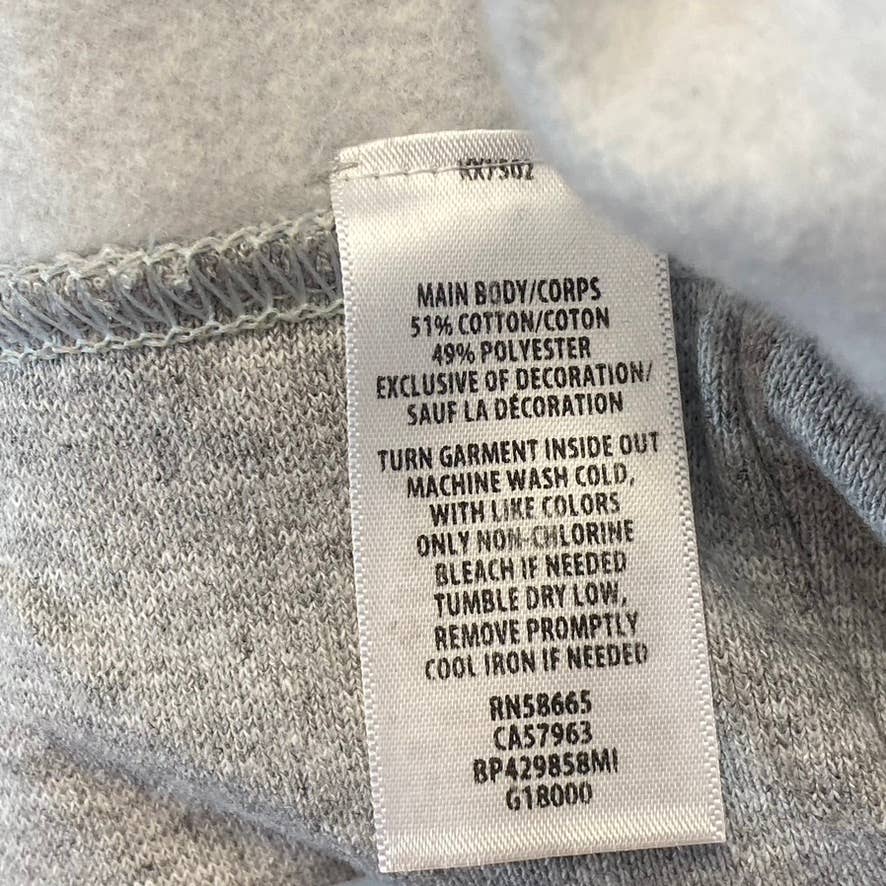 MAIN BODY/CORPS
51% COTTON/COTON
49% POLYESTER
EXCLUSIVE OF DECORATION/
SAUF LA DÉCORATION
TURN GARMENT INSIDE OUT
MACHINE WASH COLD,
WITH LIKE COLORS
ONLY NON-CHLORINE
BLEACH IF NEEDED
TUMBLE DRY LOW,
REMOVE PROMPTLY
COOL IRON IF NEEDED
RN58665
CA57963
BP429858MI
G18000